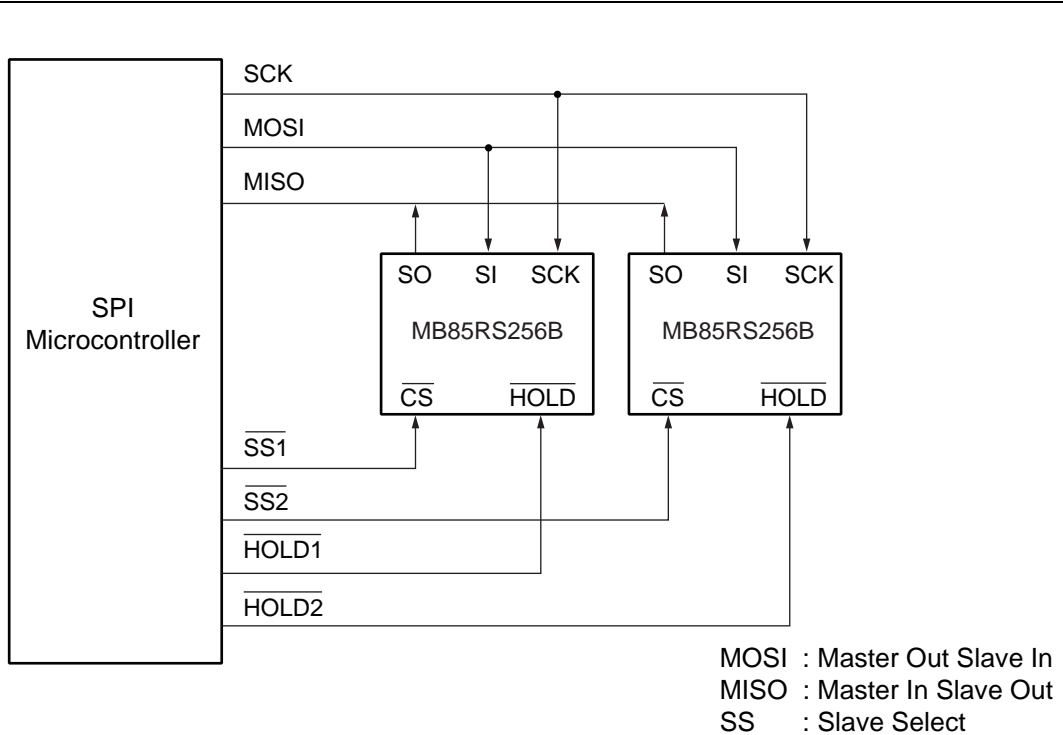 SCK
MOSI
MISO
SO SI SCK
SO SI SCK
SPI
Microcontroller
MB85RS256B
MB85RS256B
CS HOLD
CS HOLD
SS1
SS2
HOLD1
HOLD2
MOSI : Master Out Slave In
MISO : Master In Slave Out
SS : Slave Select